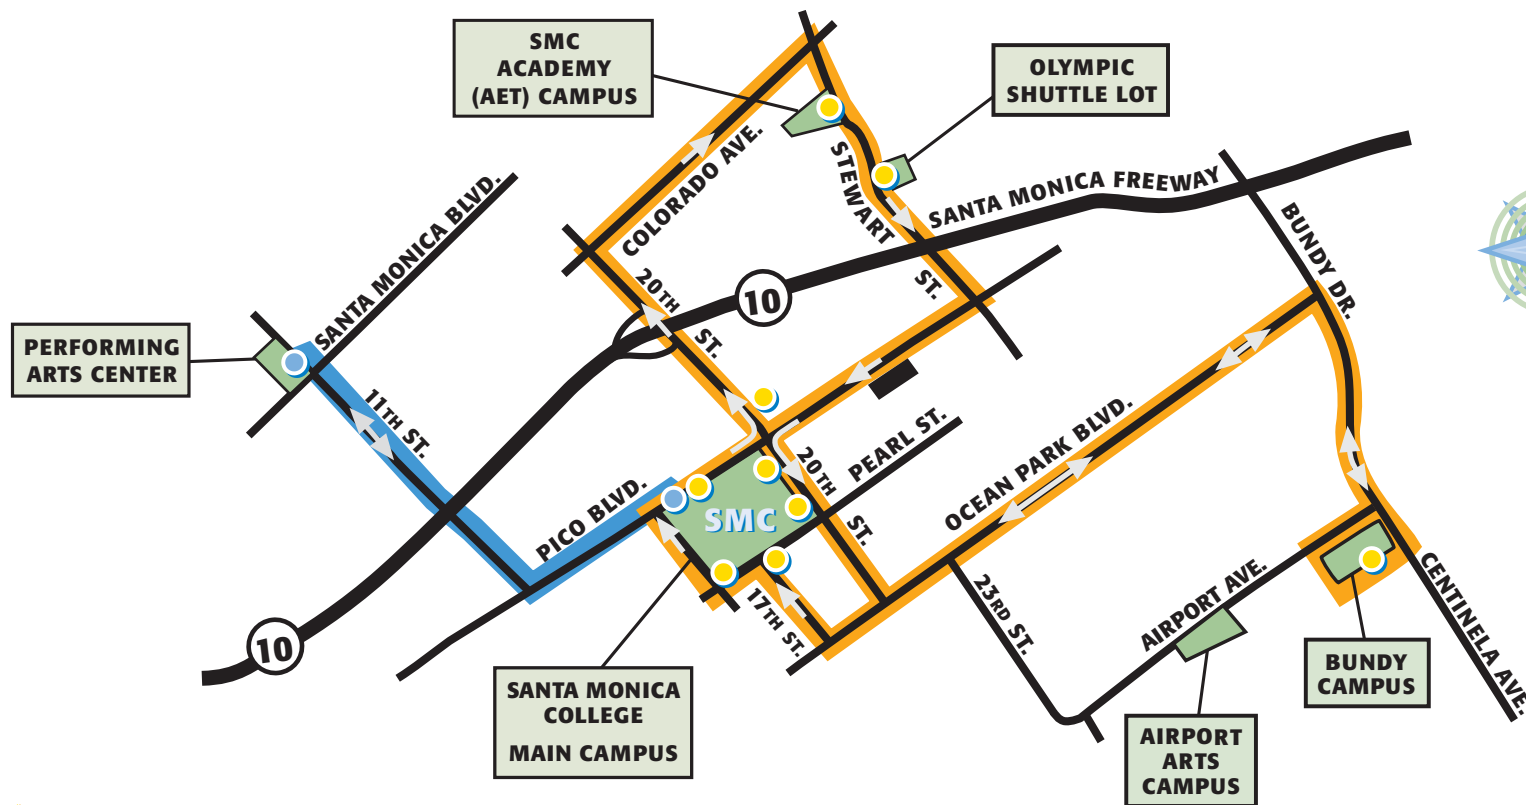 SMC
ACADEMY
(AET) CAMPUS
OLYMPIC
SHUTTLE LOT
COLORADO AVE.
STEWART
ST.
SANTA MONICA FREEWAY
SANTA MONICA BLVD.
BUNDY DR.
20TH
ST.
10
PERFORMING
ARTS CENTER
11TH ST.
PICO BLVD.
20TH
ST.
PEARL ST.
OCEAN PARK BLVD.
SMC
17TH ST.
23RD ST.
AIRPORT AVE.
CENTINELA AVE.
10
SANTA MONICA
COLLEGE
MAIN CAMPUS
BUNDY
CAMPUS
AIRPORT
ARTS
CAMPUS